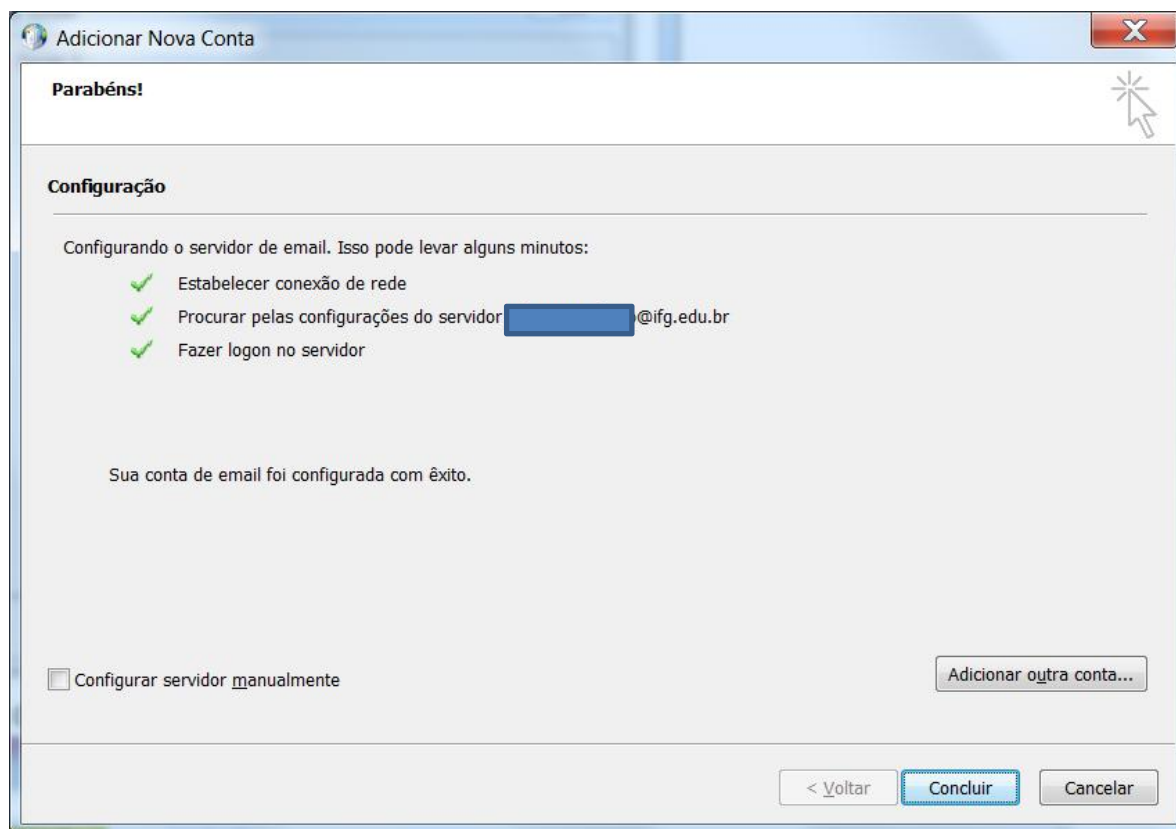 Adicionar Nova Conta
Parabéns!
Configuração
Configurando o servidor de email. Isso pode levar alguns minutos:
Estabelecer conexão de rede
Procurar pelas configurações do servidor @ifg.edu.br
Fazer logon no servidor
Sua conta de email foi configurada com êxito.
Configurar servidor manualmente
Adicionar outra conta...
< Voltar
Concluir
Cancelar